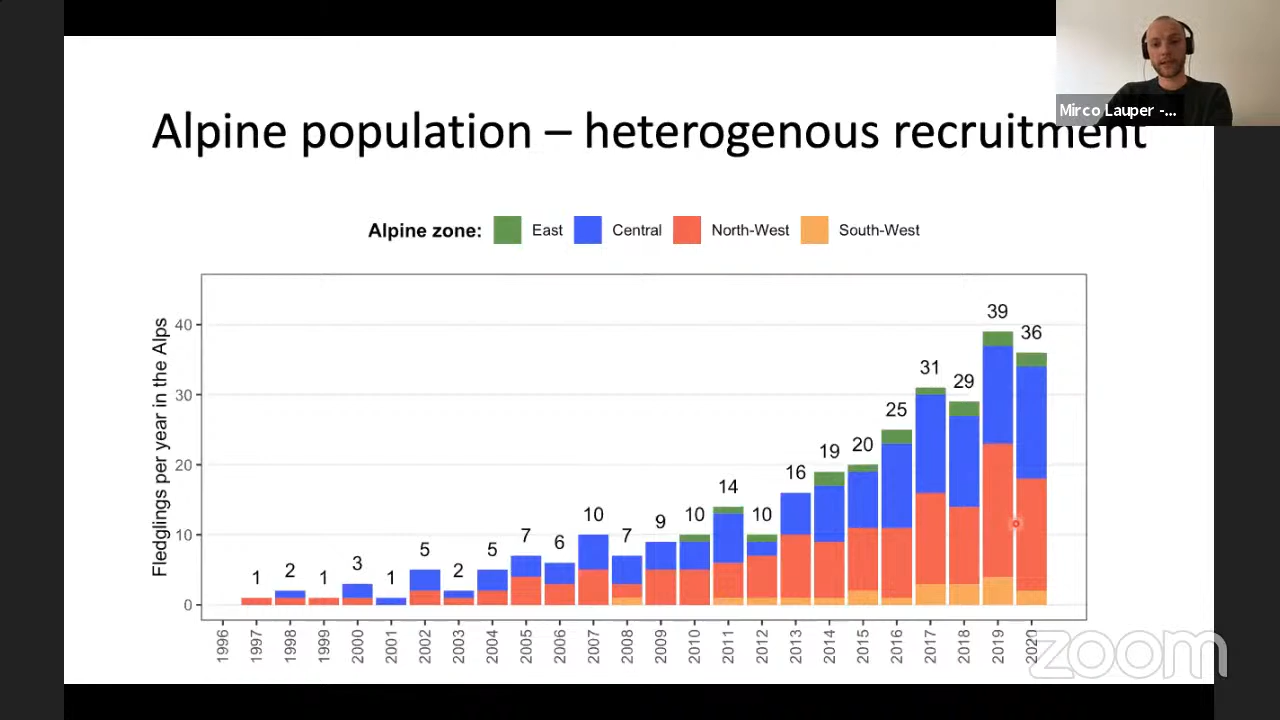 Mirco Lauper -...
Alpine population – heterogenous recruitment
Alpine zone: East Central North-West South-West
Fledglings per year in the Alps
40
30
20
10
0
1 2 1 3 1 5 2 5 7 6 10 7 9 10 14 10 16 19 20 25 31 29 39 36
1996 1997 1998 1999 2000 2001 2002 2003 2004 2005 2006 2007 2008 2009 2010 2011 2012 2013 2014 2015 2016 2017 2018 2019 2020
zoom